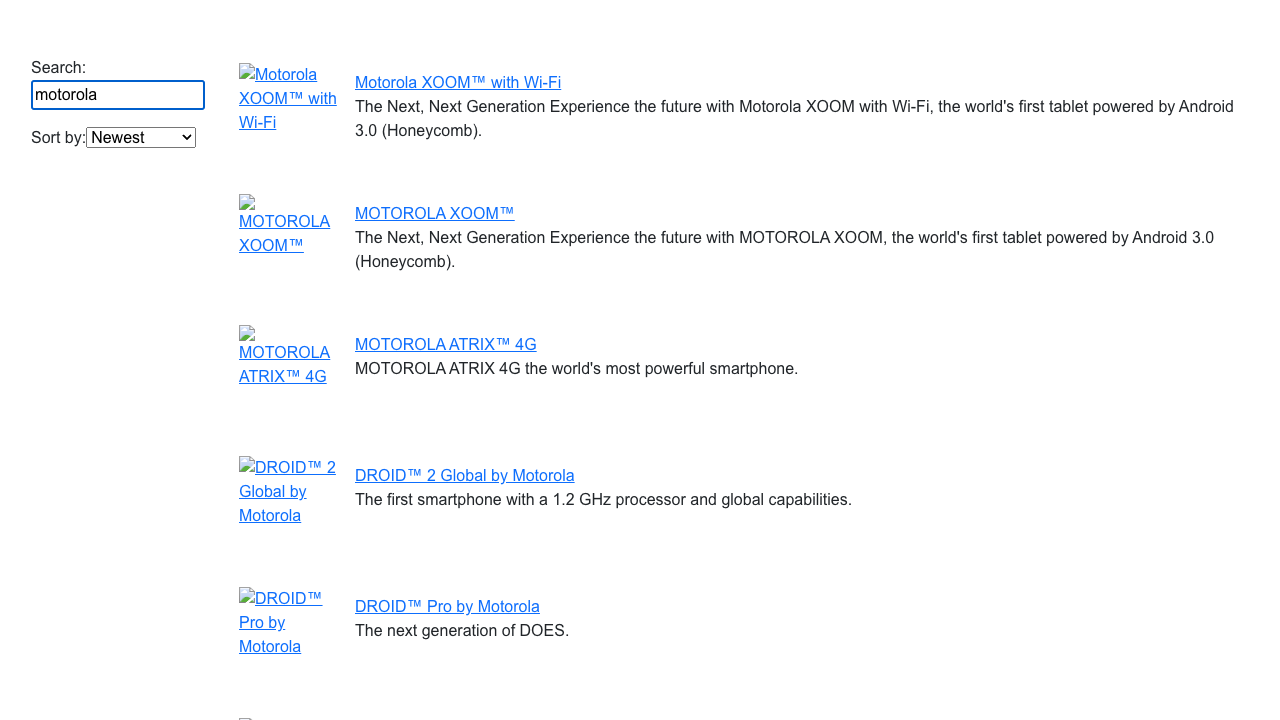 Search:
motorola
Sort by: Newest
Motorola XOOM™ with Wi-Fi
Motorola XOOM™ with Wi-Fi
The Next, Next Generation Experience the future with Motorola XOOM with Wi-Fi, the world's first tablet powered by Android 3.0 (Honeycomb).
MOTOROLA XOOM™
MOTOROLA XOOM™
The Next, Next Generation Experience the future with MOTOROLA XOOM, the world's first tablet powered by Android 3.0 (Honeycomb).
MOTOROLA ATRIX™ 4G
MOTOROLA ATRIX™ 4G
MOTOROLA ATRIX 4G the world's most powerful smartphone.
DROID™ 2 Global by Motorola
DROID™ 2 Global by Motorola
The first smartphone with a 1.2 GHz processor and global capabilities.
DROID™ Pro by Motorola
DROID™ Pro by Motorola
The next generation of DOES.